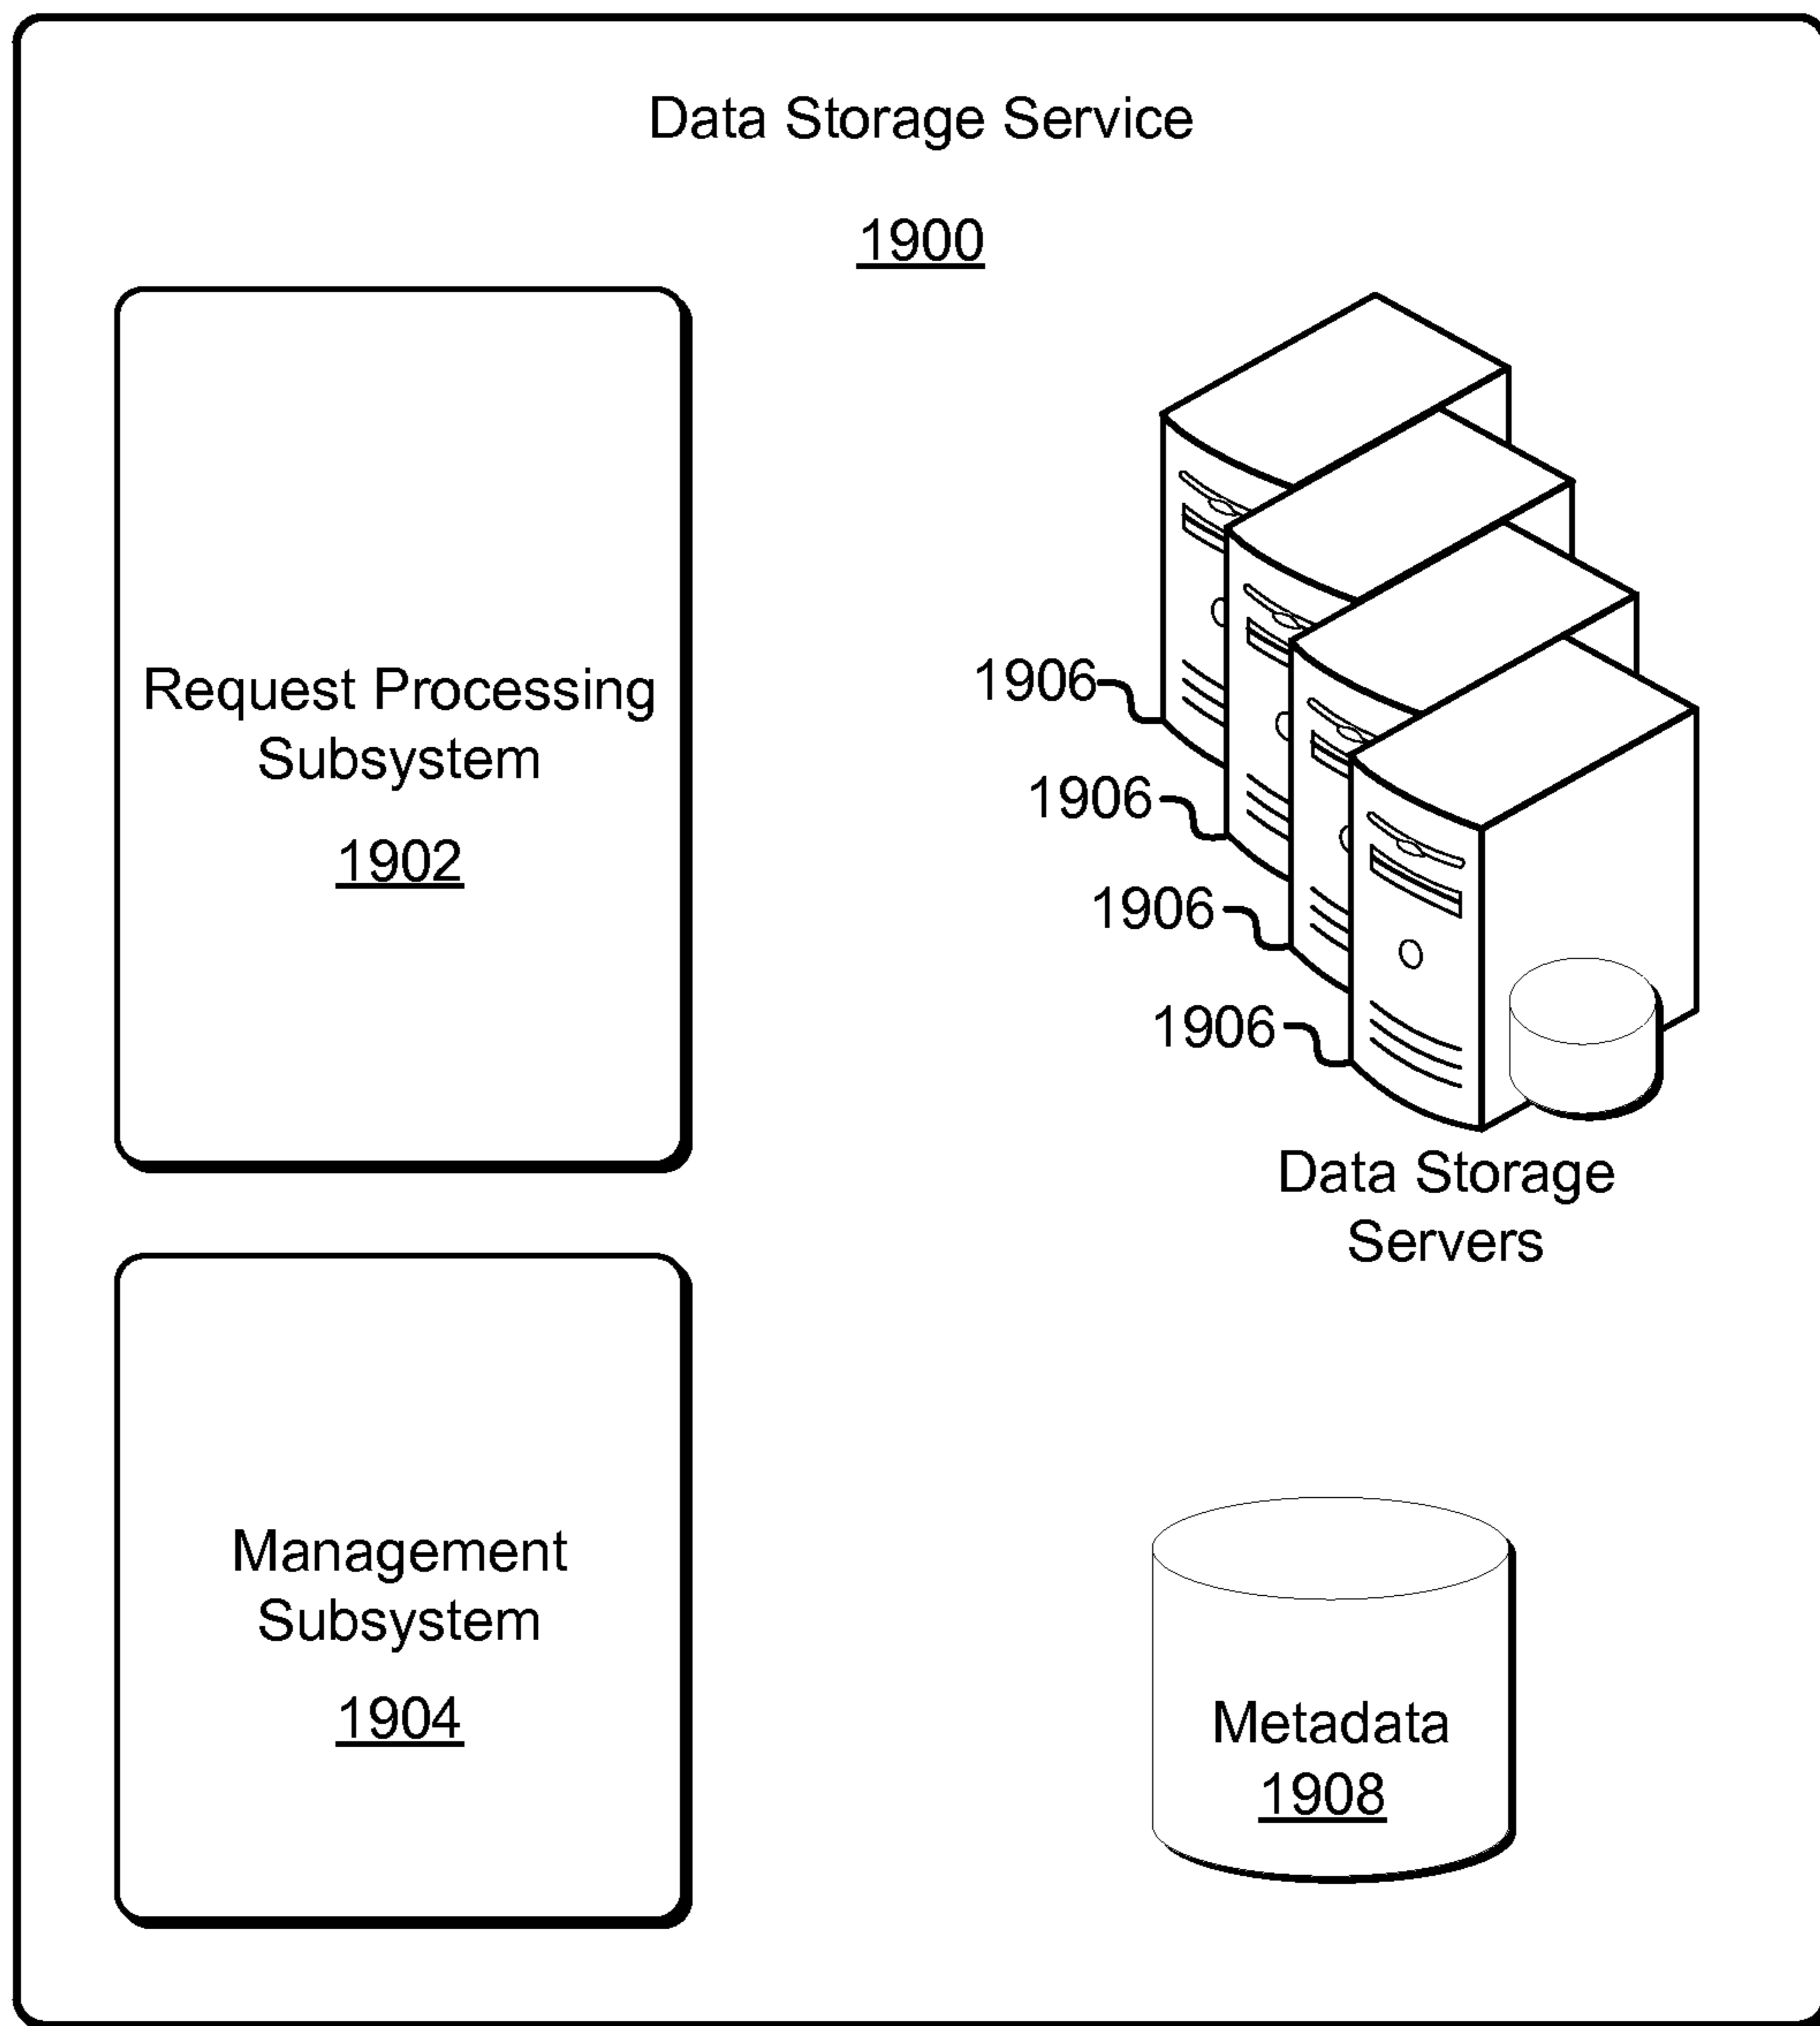 Data Storage Service
1900
Request Processing
Subsystem
1902
1906
1906
1906
1906
Data Storage
Servers
Management
Subsystem
1904
Metadata
1908